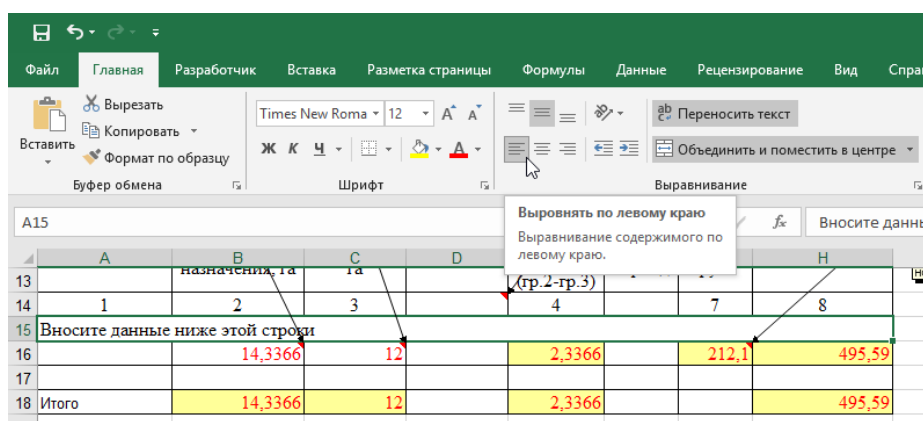 Файл Главная Разработчик Вставка Разметка страницы Формулы Данные Рецензирование Вид
Вырезать
Times New Roma 12 A A
ab Переносить текст
Вставить Копировать
Формат по образцу
Ж К Ч А
Объединить и поместить в центре
Буфер обмена Шрифт Выравнивание
A15 fx Вносите
Выровнять по левому краю
Выравнивание содержимого по
левому краю.
A B C D H
13 назначения, га га (гр.2-гр.3)
14 1 2 3 4 7 8
15 Вносите данные ниже этой строки
16 14,3366 12 2,3366 212,1 495,59
17
18 Итого 14,3366 12 2,3366 495,59